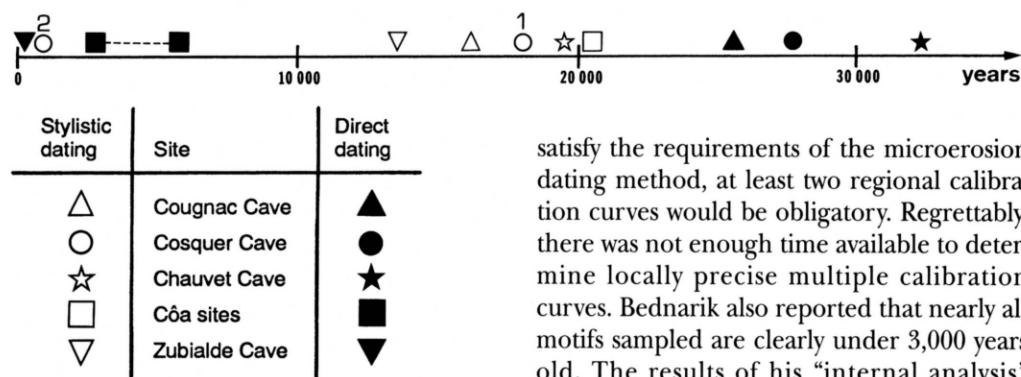 2
1
0
10 000
20 000
30 000
years
Stylistic dating
Site
Direct dating
Cougnac Cave
Cosquer Cave
Chauvet Cave
Côa sites
Zubialde Cave
satisfy the requirements of the microerosion
dating method, at least two regional calibra
tion curves would be obligatory. Regrettably
there was not enough time available to deter
mine locally precise multiple calibration
curves. Bednarik also reported that nearly al
motifs sampled are clearly under 3,000 years
old. The results of his "internal analysis"